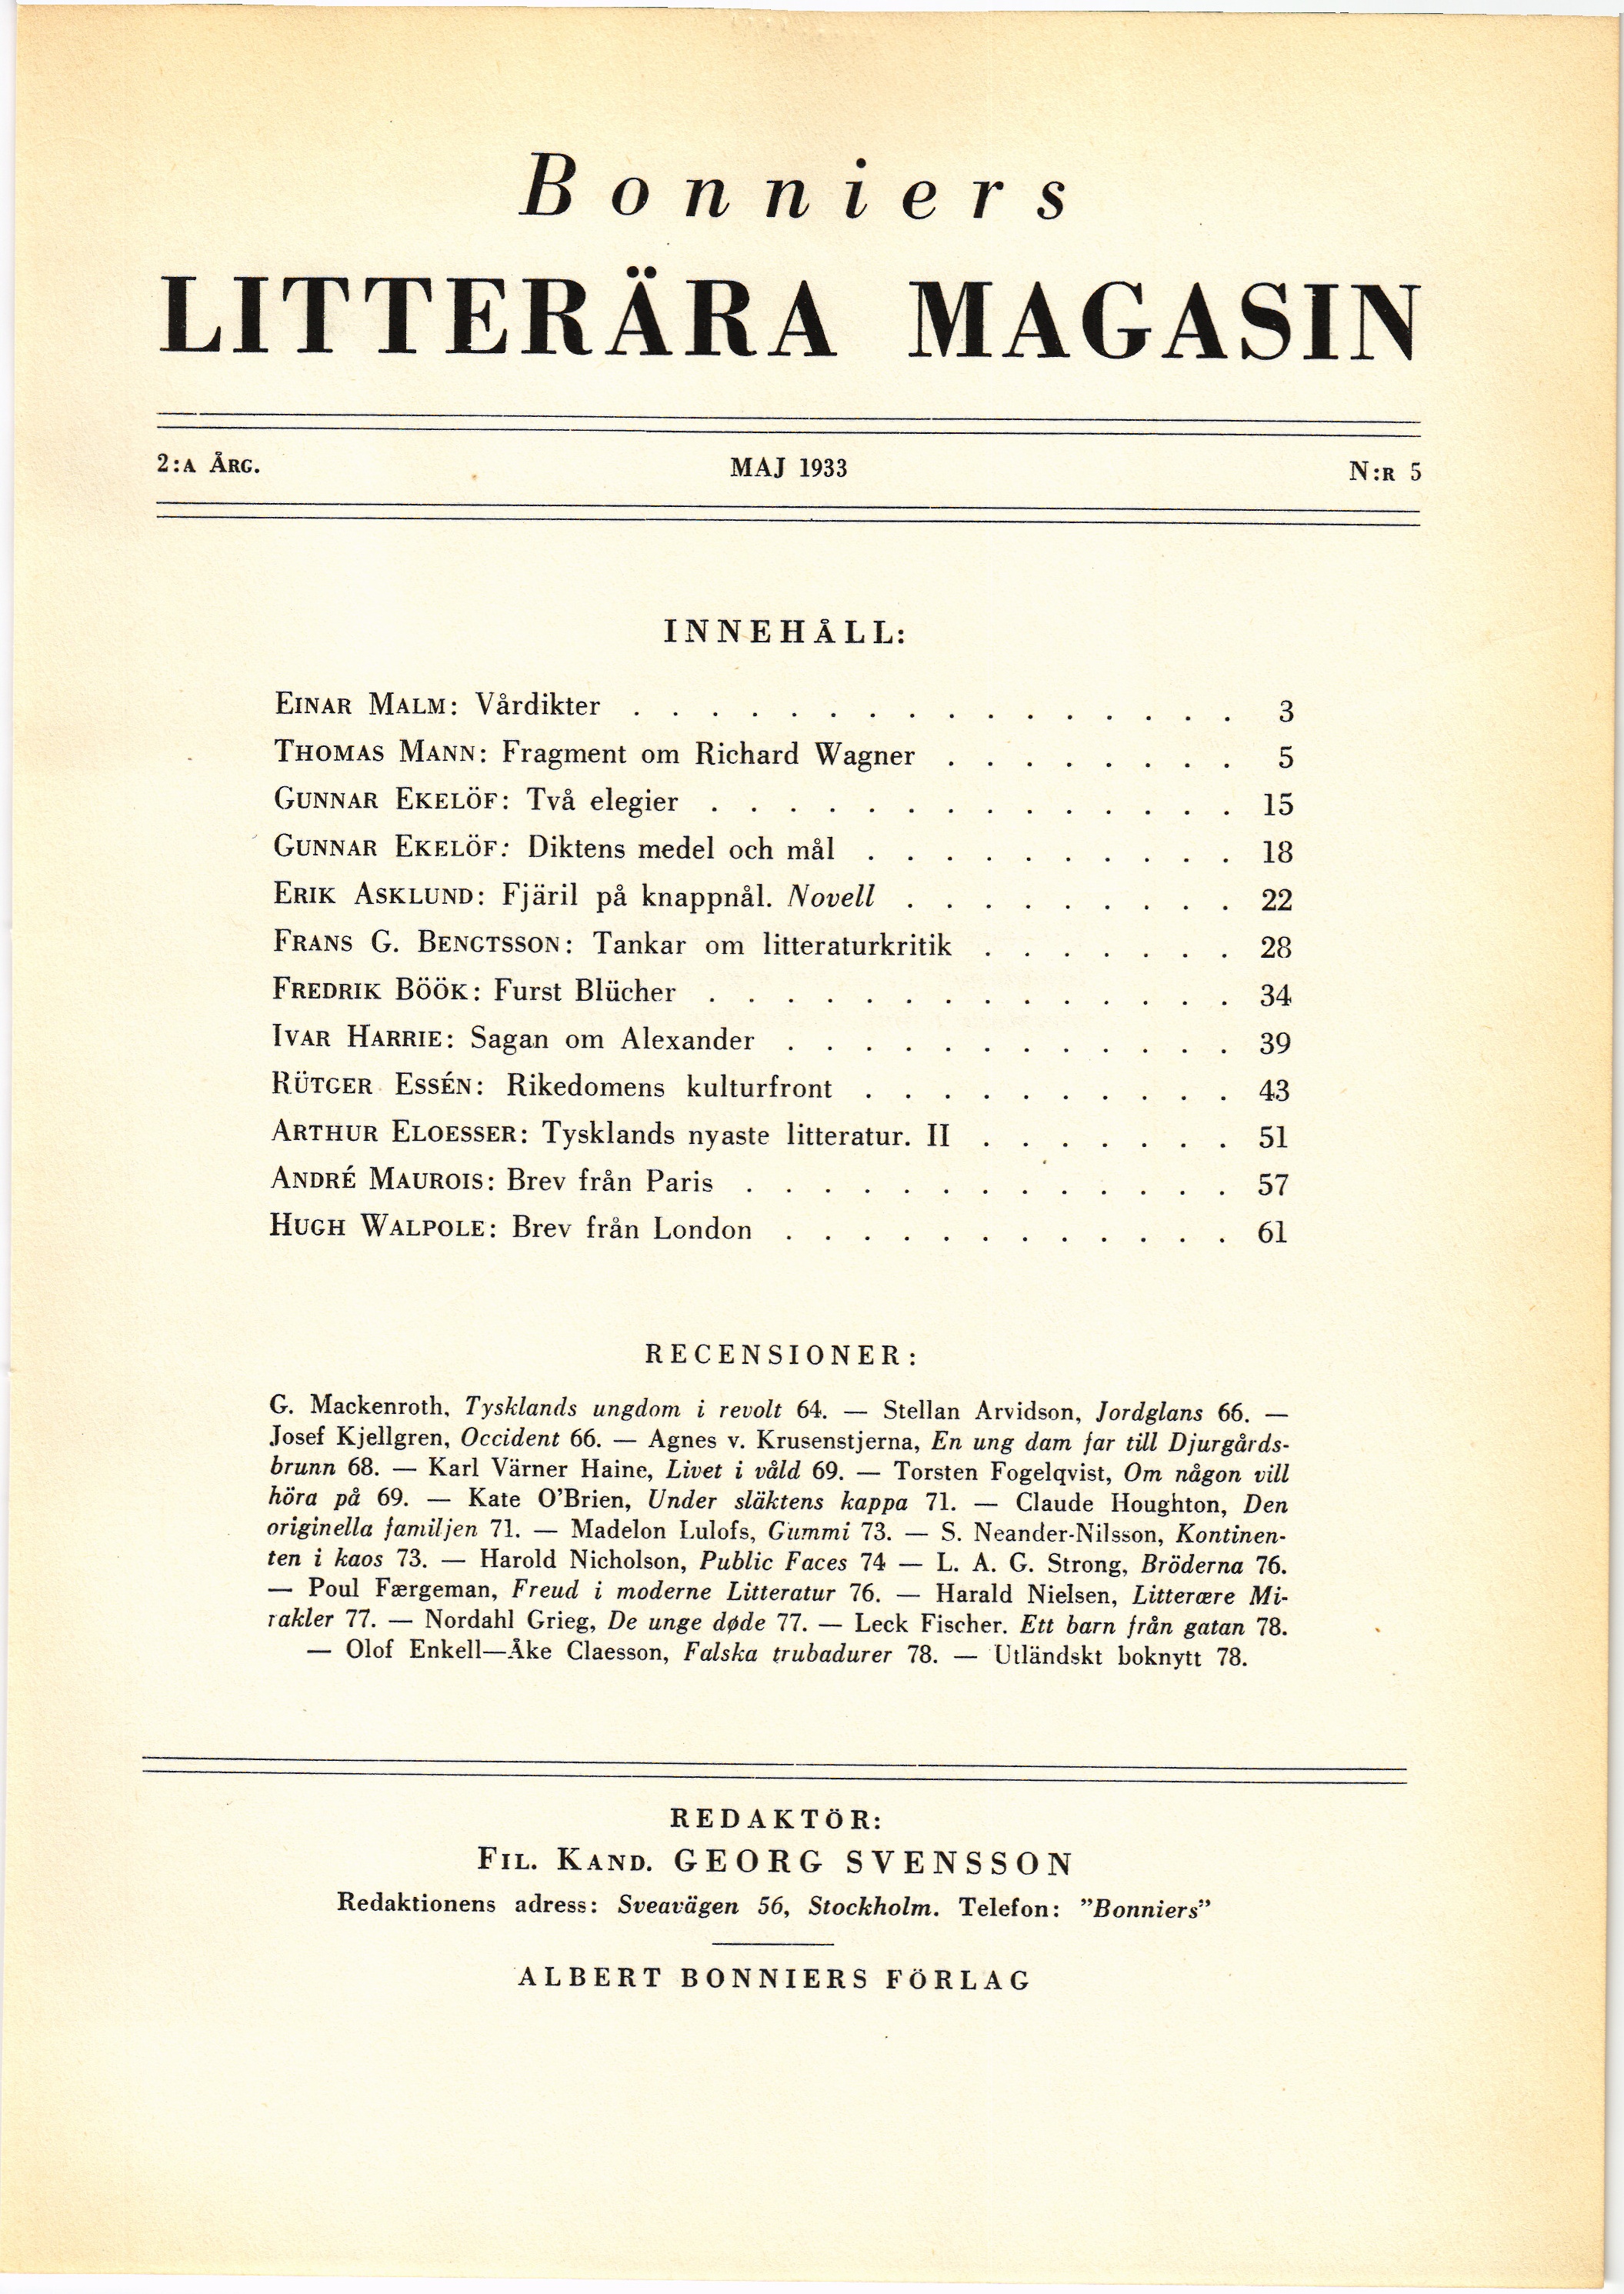 Bonniers
LITTERÄRA MAGASIN
2:A ÅRG. MAJ 1933 N:R 5
INNEHÅLL:
EINAR MALM: Vårdikter . . . . . . . . . . . . . . . . 3
THOMAS MANN: Fragment om Richard Wagner . . . . . . . . 5
GUNNAR EKELÖF: Två elegier . . . . . . . . . . . . . . 15
GUNNAR EKELÖF: Diktens medel och mål . . . . . . . . . . 18
ERIK ASKLUND: Fjäril på knappnål. Novell . . . . . . . . . 22
FRANS G. BENGTSSON: Tankar om litteraturkritik . . . . . . . 28
FREDRIK BÖÖK: Furst Blücher . . . . . . . . . . . . . . 34
IVAR HARRIE: Sagan om Alexander . . . . . . . . . . . . 39
RÜTGER ESSÉN: Rikedomens kulturfront . . . . . . . . . . 43
ARTHUR ELOESSER: Tysklands nyaste litteratur. II . . . . . . . 51
ANDRÉ MAUROIS: Brev från Paris . . . . . . . . . . . . . 57
HUGH WALPOLE: Brev från London . . . . . . . . . . . . 61
RECENSIONER:
G. Mackenroth, Tysklands ungdom i revolt 64. — Stellan Arvidson, Jordglans 66. —
Josef Kjellgren, Occident 66. — Agnes v. Krusenstjerna, En ung dam far till Djurgårds-
brunn 68. — Karl Värner Haine, Livet i våld 69. — Torsten Fogelqvist, Om någon vill
höra på 69. — Kate O'Brien, Under släktens kappa 71. — Claude Houghton, Den
originella familjen 71. — Madelon Lulofs, Gummi 73. — S. Neander-Nilsson, Kontinen-
ten i kaos 73. — Harold Nicholson, Public Faces 74 — L. A. G. Strong, Bröderna 76.
— Poul Færgeman, Freud i moderne Litteratur 76. — Harald Nielsen, Litterære Mi-
rakler 77. — Nordahl Grieg, De unge døde 77. — Leck Fischer. Ett barn från gatan 78.
— Olof Enkell—Åke Claesson, Falska trubadurer 78. — Utländskt boknytt 78.
REDAKTÖR:
FIL. KAND. GEORG SVENSSON
Redaktionens adress: Sveavägen 56, Stockholm. Telefon: ”Bonniers”
ALBERT BONNIERS FÖRLAG